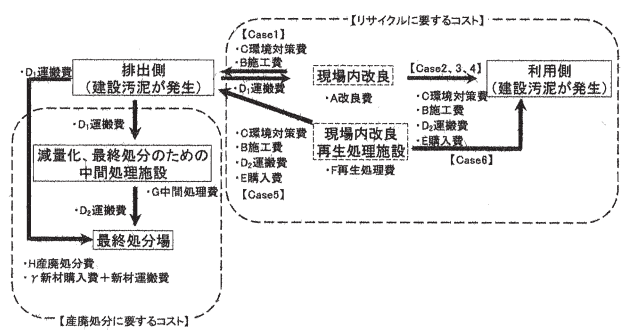 【リサイクルに要するコスト】
【Case1】
・C環境対策費
・B施工費
・D₁運搬費
排出側
(建設汚泥が発生)
・D₁運搬費
現場内改良
・A改良費
【Case2、3、4】
利用側
(建設汚泥が発生)
・C環境対策費
・B施工費
・D₂運搬費
・E購入費
・D₁運搬費
・C環境対策費
・B施工費
・D₂運搬費
・E購入費
【Case5】
現場内改良
再生処理施設
・F再生処理費
【Case6】
減量化、最終処分のための
中間処理施設
・G中間処理費
・D₂運搬費
最終処分場
・H産廃処分費
・γ新材購入費+新材運搬費
【産廃処分に要するコスト】